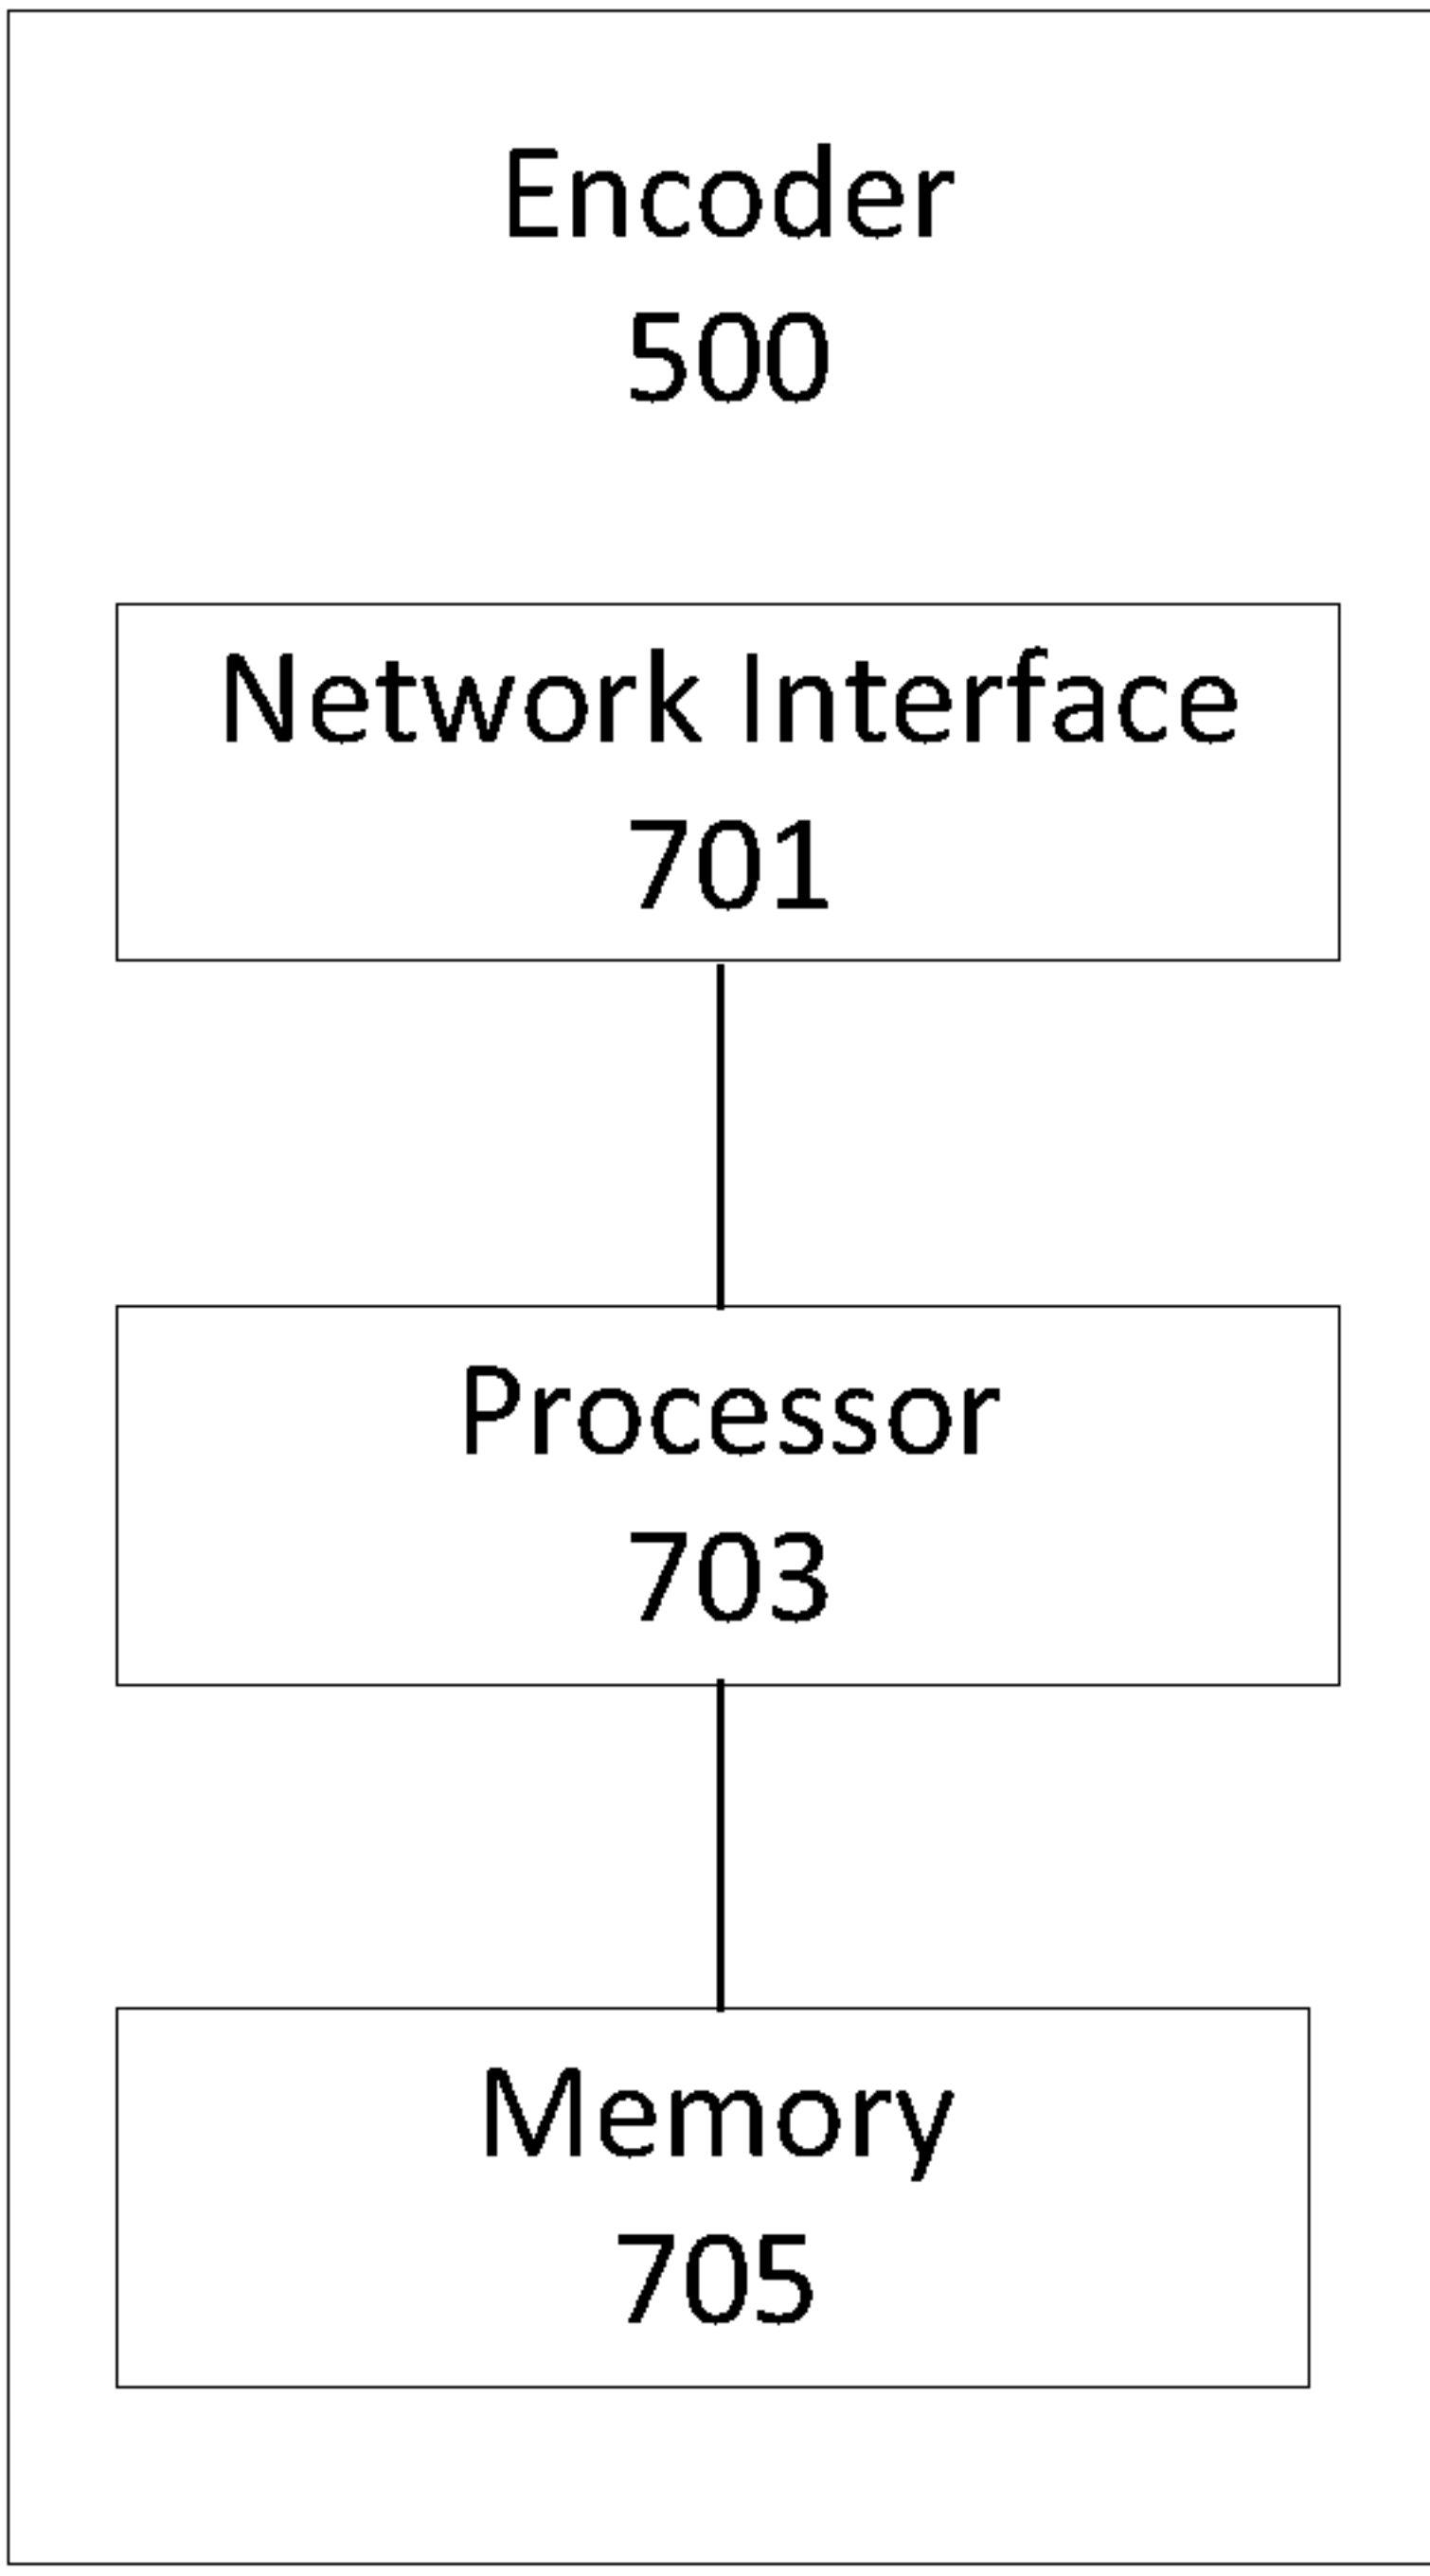 Encoder
500
Network Interface
701
Processor
703
Memory
705